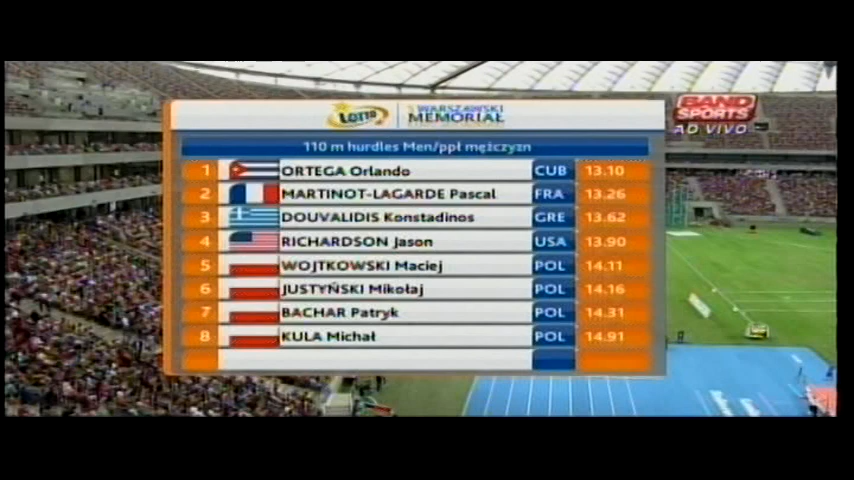 LOTTO WARSZAWSKI
MEMORIAŁ
BAND
SPORTS
AO VIVO
110 m hurdles Men/ppł mężczyzn
1 ORTEGA Orlando CUB 13.10
2 MARTINOT-LAGARDE Pascal FRA 13.26
3 DOUVALIDIS Konstadinos GRE 13.62
4 RICHARDSON Jason USA 13.90
5 WOJTKOWSKI Maciej POL 14.11
6 JUSTYŃSKI Mikołaj POL 14.16
7 BACHAR Patryk POL 14.31
8 KULA Michał POL 14.91